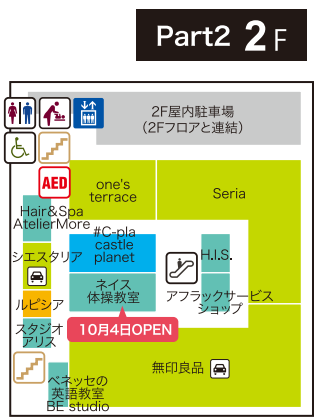 Part2 2F
2F屋内駐車場
(2Fフロアと連結)
AED
one's
terrace
Seria
Hair&Spa
AtelierMore
#C-pla
castle
planet
シエスタリア
H.I.S.
ネイス
体操教室
アフラックサービス
ショップ
ルピシア
スタジオ
アリス
10月4日OPEN
無印良品
ベネッセの
英語教室
BE studio